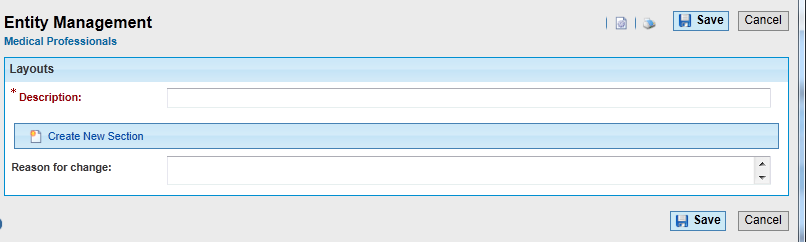 Entity Management
Save
Cancel
Medical Professionals
Layouts
* Description:
Create New Section
Reason for change:
Save
Cancel